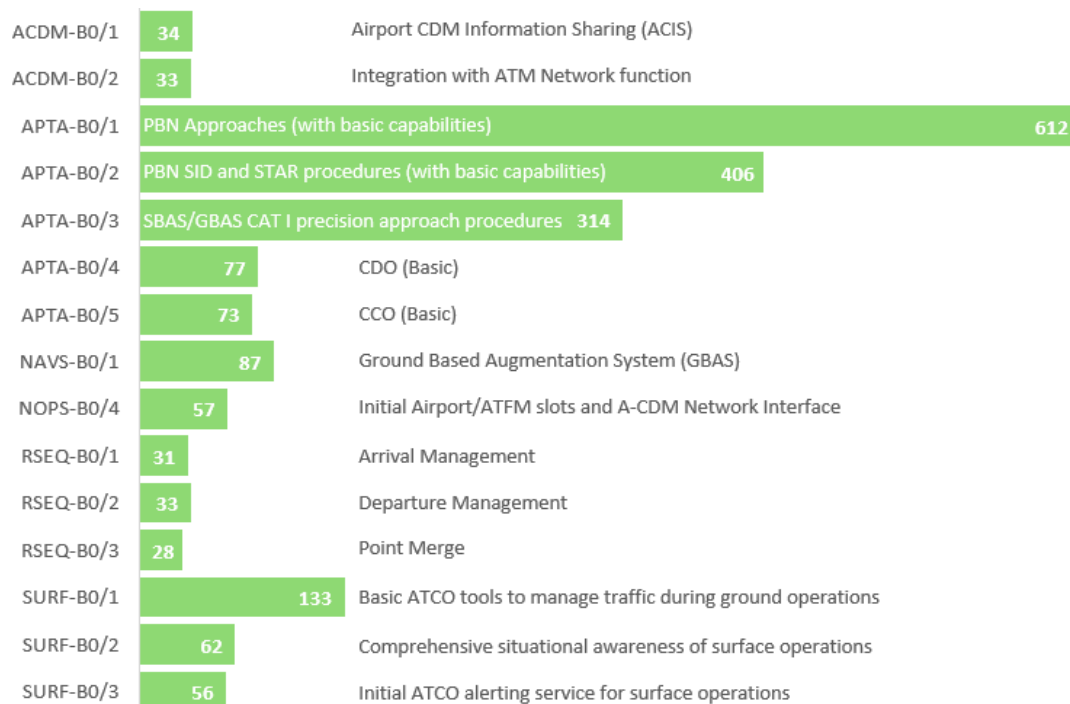 ACDM-B0/1 34 Airport CDM Information Sharing (ACIS)
ACDM-B0/2 33 Integration with ATM Network function
APTA-B0/1 PBN Approaches (with basic capabilities) 612
APTA-B0/2 PBN SID and STAR procedures (with basic capabilities) 406
APTA-B0/3 SBAS/GBAS CAT I precision approach procedures 314
APTA-B0/4 77 CDO (Basic)
APTA-B0/5 73 CCO (Basic)
NAVS-B0/1 87 Ground Based Augmentation System (GBAS)
NOPS-B0/4 57 Initial Airport/ATFM slots and A-CDM Network Interface
RSEQ-B0/1 31 Arrival Management
RSEQ-B0/2 33 Departure Management
RSEQ-B0/3 28 Point Merge
SURF-B0/1 133 Basic ATCO tools to manage traffic during ground operations
SURF-B0/2 62 Comprehensive situational awareness of surface operations
SURF-B0/3 56 Initial ATCO alerting service for surface operations